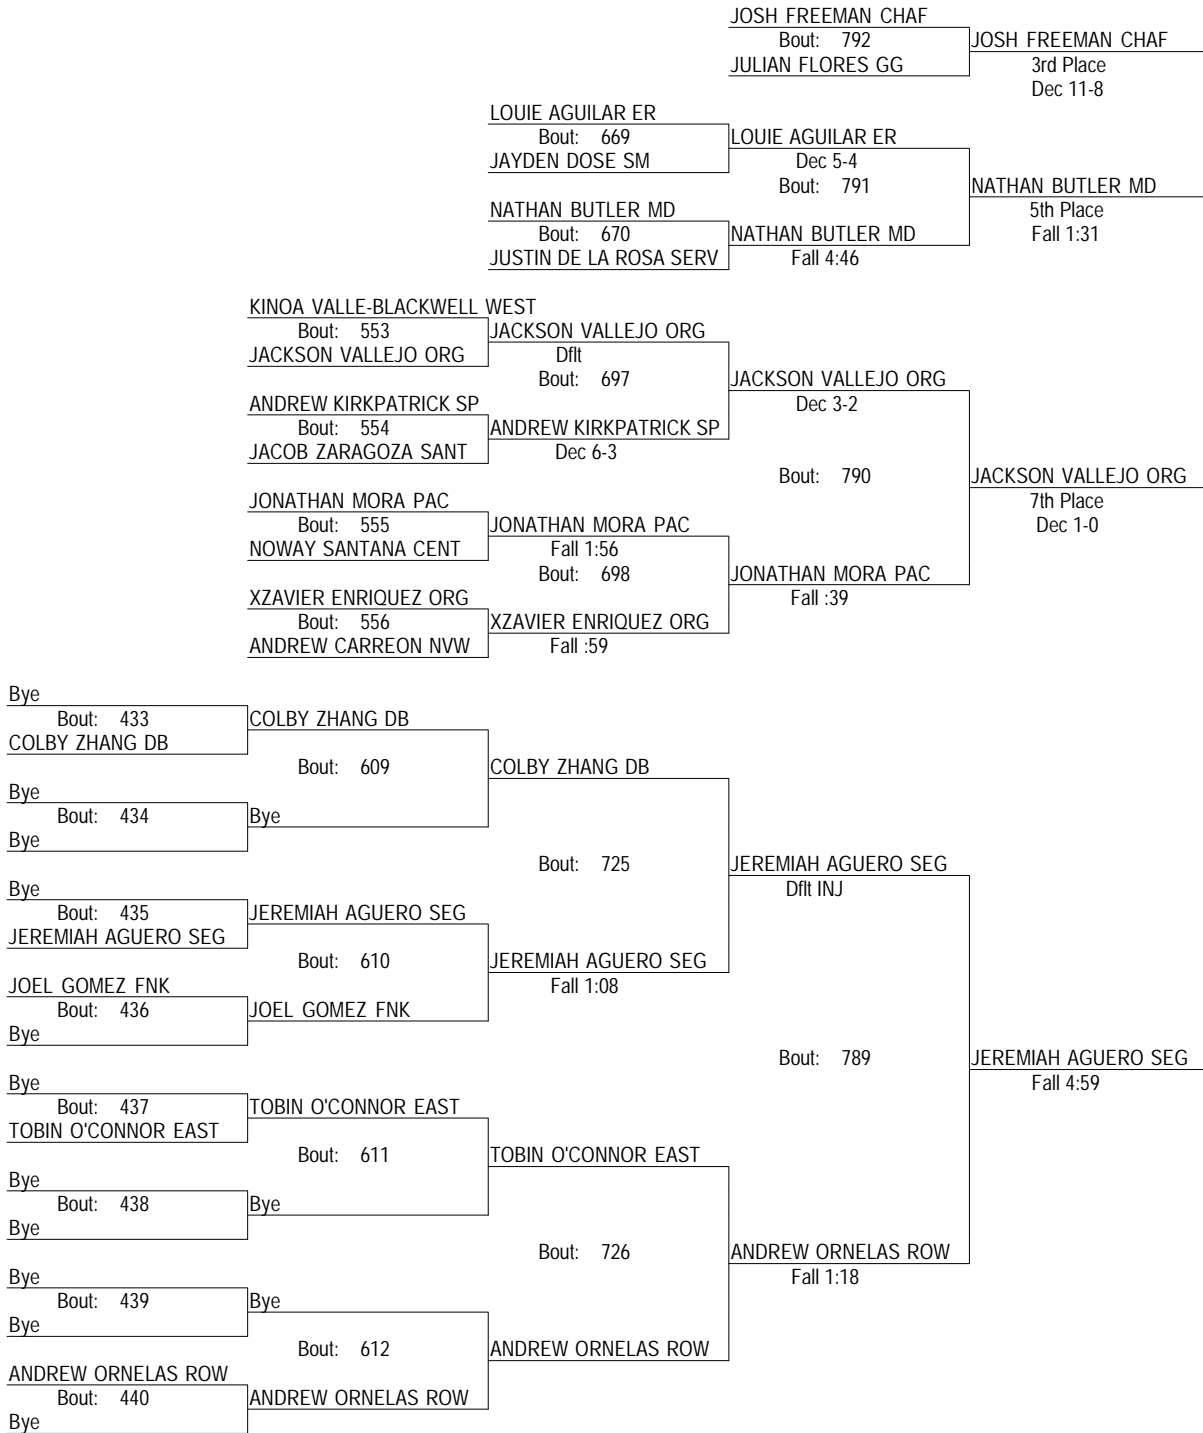 JOSH FREEMAN CHAF
Bout: 792
JOSH FREEMAN CHAF
JULIAN FLORES GG
3rd Place
Dec 11-8
LOUIE AGUILAR ER
Bout: 669
LOUIE AGUILAR ER
JAYDEN DOSE SM
Dec 5-4
Bout: 791
NATHAN BUTLER MD
NATHAN BUTLER MD
5th Place
Bout: 670
NATHAN BUTLER MD
Fall 1:31
JUSTIN DE LA ROSA SERV
Fall 4:46
KINOA VALLE-BLACKWELL WEST
Bout: 553
JACKSON VALLEJO ORG
JACKSON VALLEJO ORG
Dflt
Bout: 697
JACKSON VALLEJO ORG
ANDREW KIRKPATRICK SP
Dec 3-2
Bout: 554
ANDREW KIRKPATRICK SP
JACOB ZARAGOZA SANT
Dec 6-3
Bout: 790
JACKSON VALLEJO ORG
JONATHAN MORA PAC
7th Place
Bout: 555
JONATHAN MORA PAC
Dec 1-0
NOWAY SANTANA CENT
Fall 1:56
Bout: 698
JONATHAN MORA PAC
XZAVIER ENRIQUEZ ORG
Fall :39
Bout: 556
XZAVIER ENRIQUEZ ORG
ANDREW CARREON NVW
Fall :59
Bye
Bout: 433
COLBY ZHANG DB
COLBY ZHANG DB
Bout: 609
COLBY ZHANG DB
Bye
Bout: 434
Bye
Bye
Bout: 725
JEREMIAH AGUERO SEG
Bye
Dflt INJ
Bout: 435
JEREMIAH AGUERO SEG
JEREMIAH AGUERO SEG
Bout: 610
JEREMIAH AGUERO SEG
JOEL GOMEZ FNK
Fall 1:08
Bout: 436
JOEL GOMEZ FNK
Bye
Bout: 789
JEREMIAH AGUERO SEG
Bye
Fall 4:59
Bout: 437
TOBIN O'CONNOR EAST
TOBIN O'CONNOR EAST
Bout: 611
TOBIN O'CONNOR EAST
Bye
Bout: 438
Bye
Bye
Bout: 726
ANDREW ORNELAS ROW
Bye
Fall 1:18
Bout: 439
Bye
Bye
Bout: 612
ANDREW ORNELAS ROW
ANDREW ORNELAS ROW
Bout: 440
ANDREW ORNELAS ROW
Bye